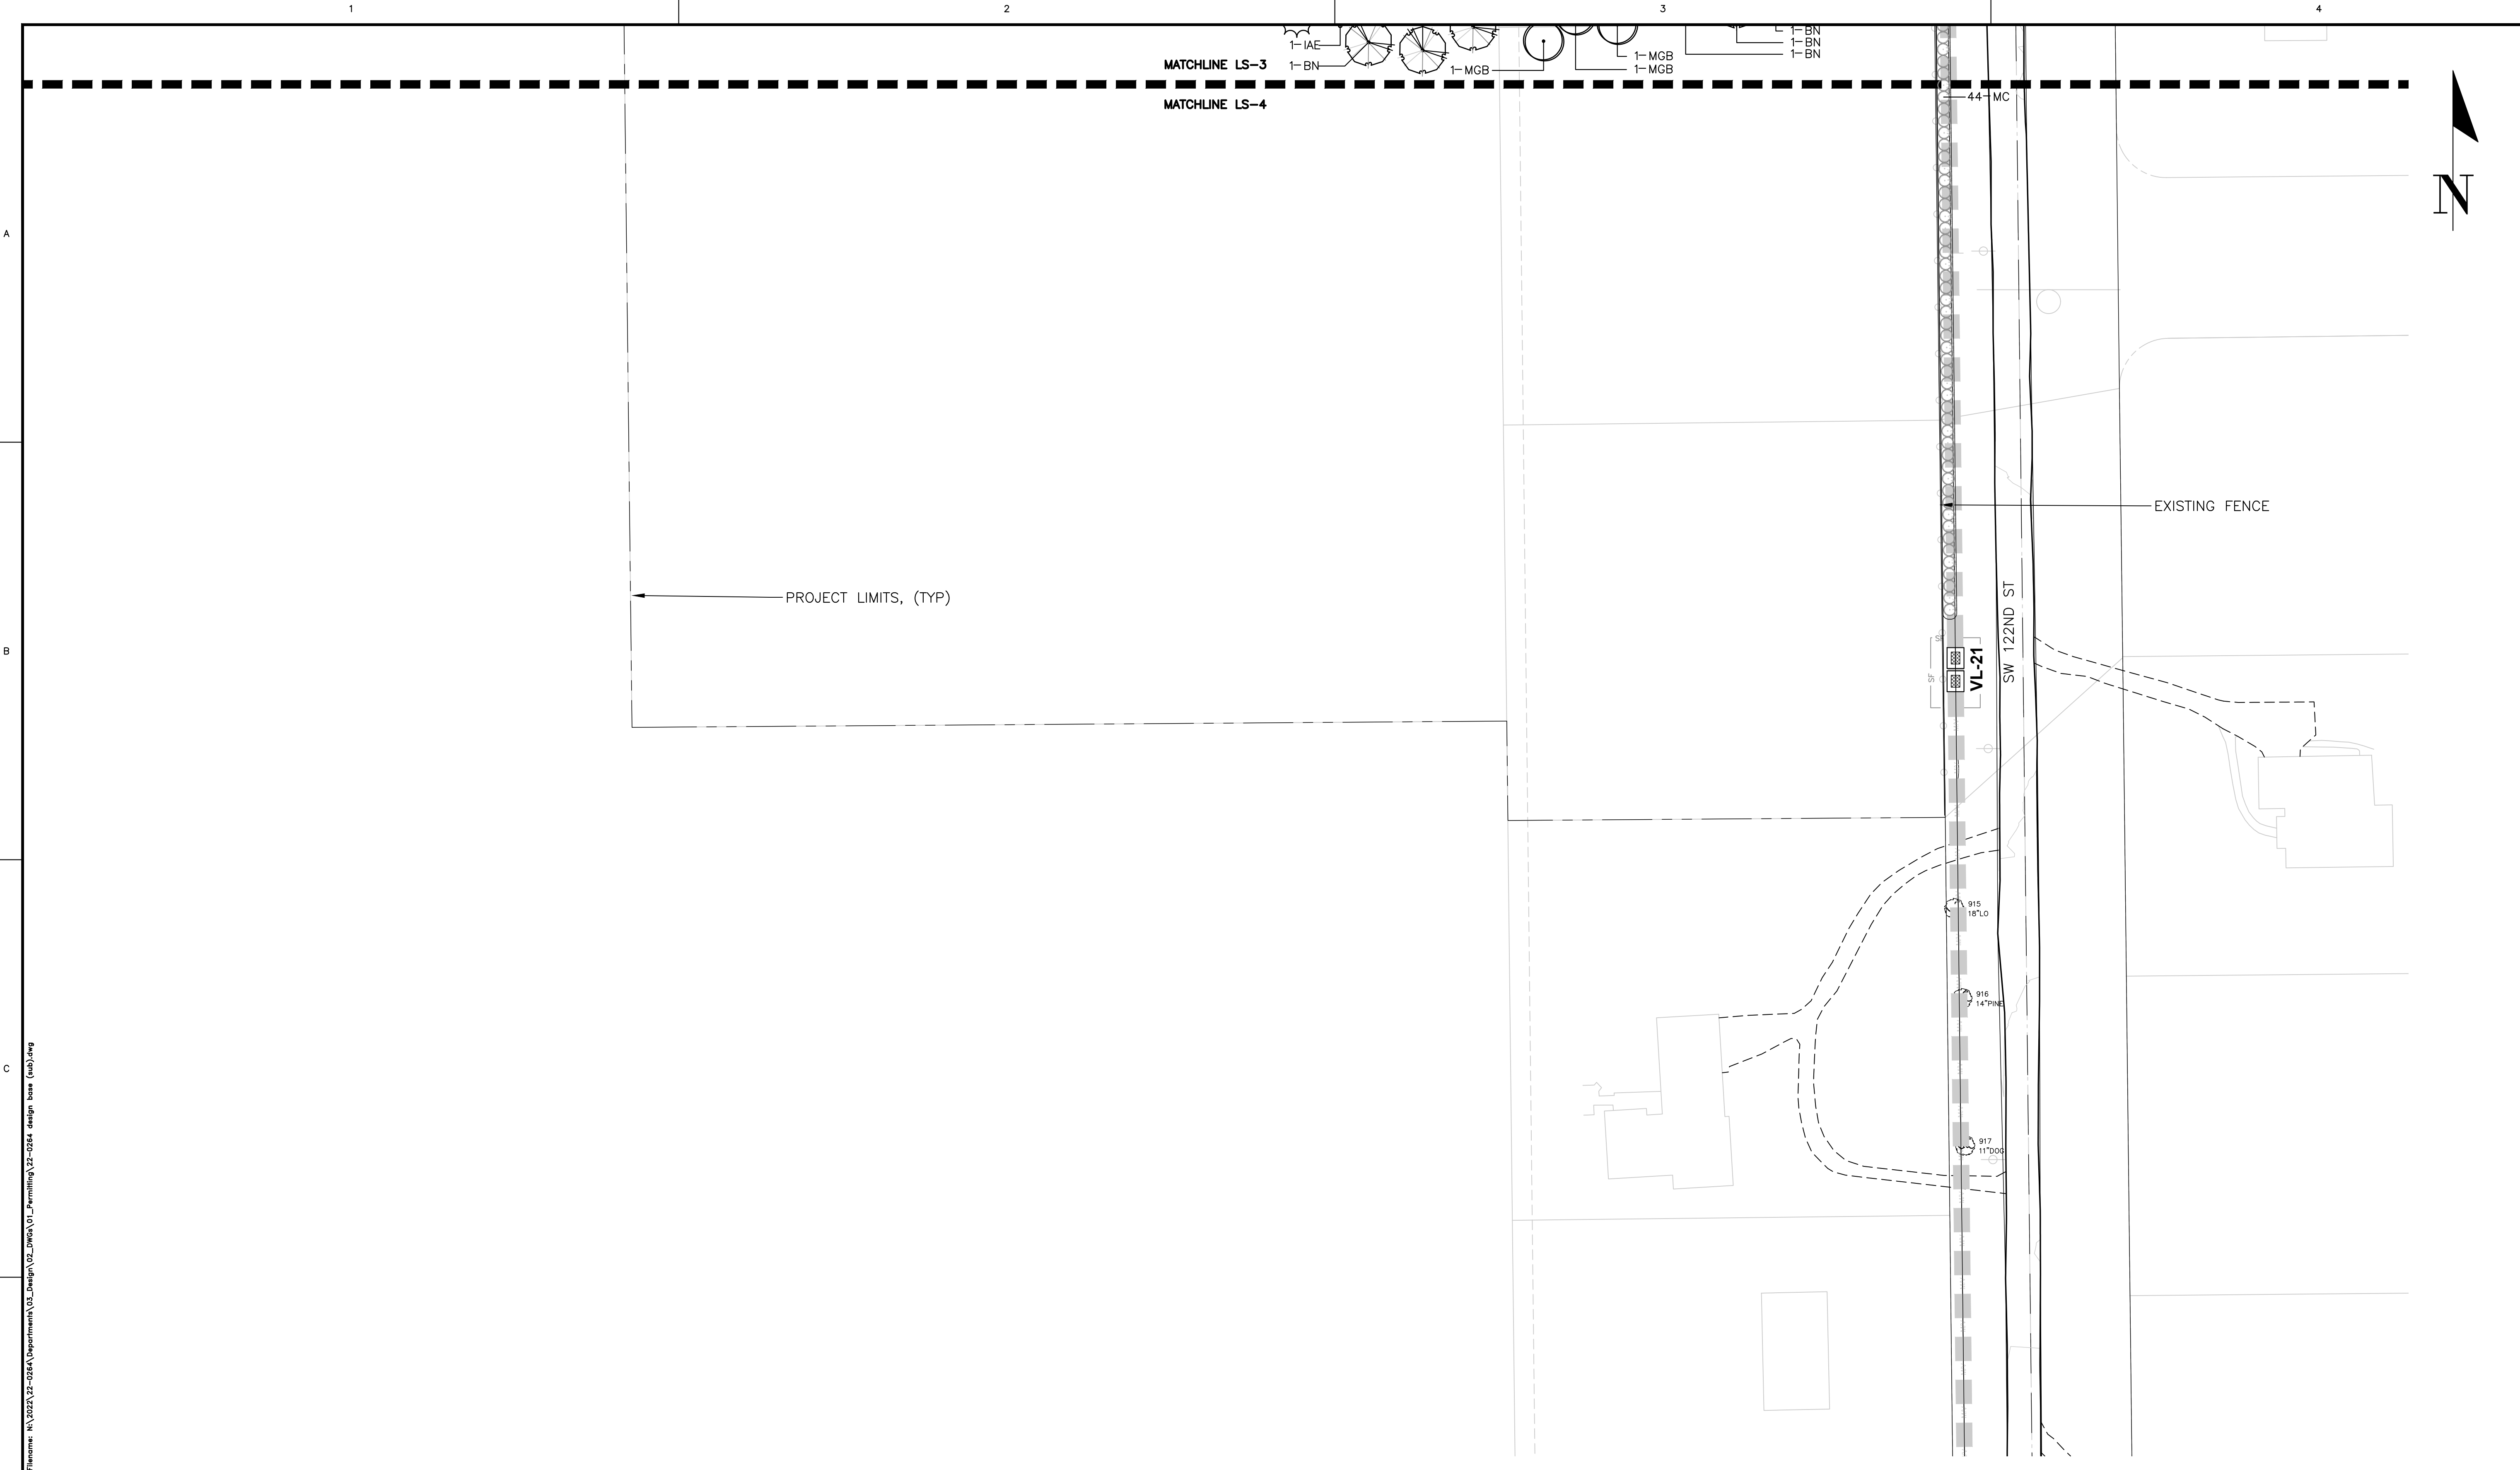 1
2
3
4
1-IAE
1-BN
1-MGB
1-MGB
1-MGB
1-BN
1-BN
1-BN
MATCHLINE LS-3
MATCHLINE LS-4
44-MC
N
A
EXISTING FENCE
PROJECT LIMITS, (TYP)
SW 122ND ST
SF
SF
VL-21
B
915
18"LO
916
14"PINE
917
11"DOG
C
Filename: N:\2022\22-0264\Departments\03_Design\02_DWGs\01_Permitting\22-0264 design base (sub).dwg